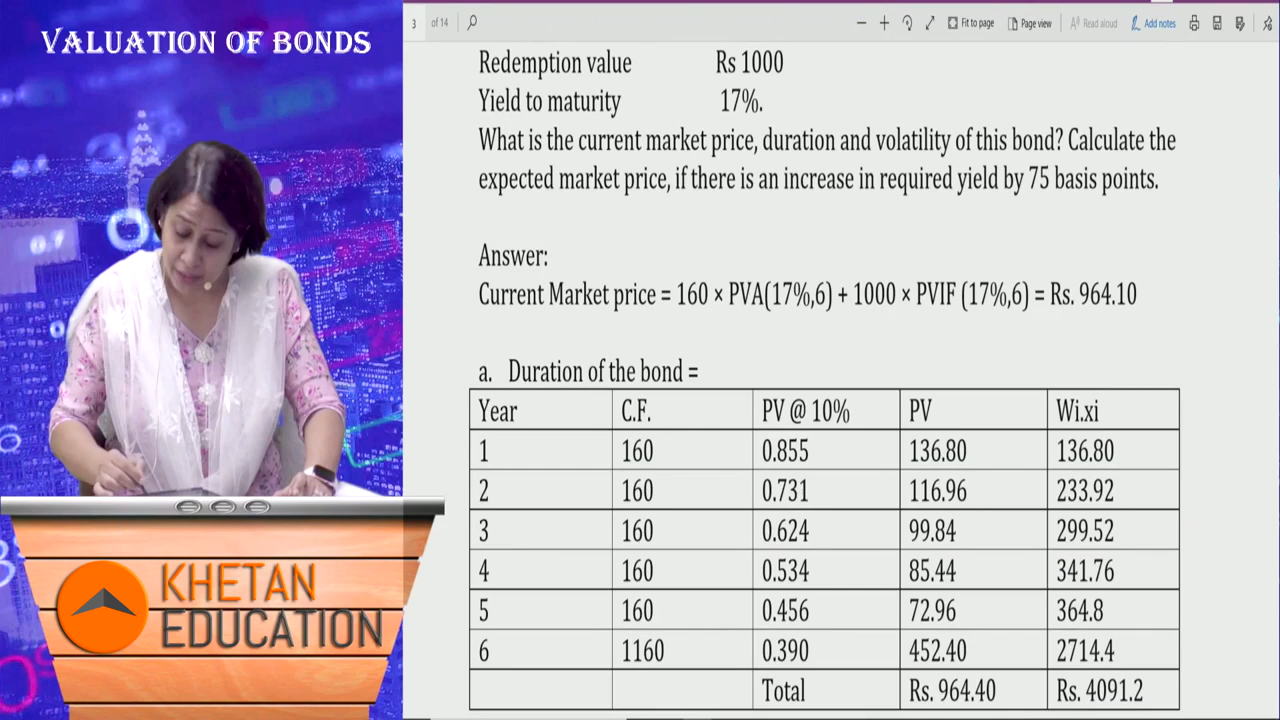 VALUATION OF BONDS
3 of 14
Fit to page
Page view
Read aloud
Add notes
Redemption value Rs 1000
Yield to maturity 17%.
What is the current market price, duration and volatility of this bond? Calculate the
expected market price, if there is an increase in required yield by 75 basis points.
Answer:
Current Market price = 160 × PVA(17%,6) + 1000 × PVIF (17%,6) = Rs. 964.10
a. Duration of the bond =
Year C.F. PV @ 10% PV Wi.xi
1 160 0.855 136.80 136.80
2 160 0.731 116.96 233.92
3 160 0.624 99.84 299.52
4 160 0.534 85.44 341.76
5 160 0.456 72.96 364.8
6 1160 0.390 452.40 2714.4
Total Rs. 964.40 Rs. 4091.2
KHETAN
EDUCATION